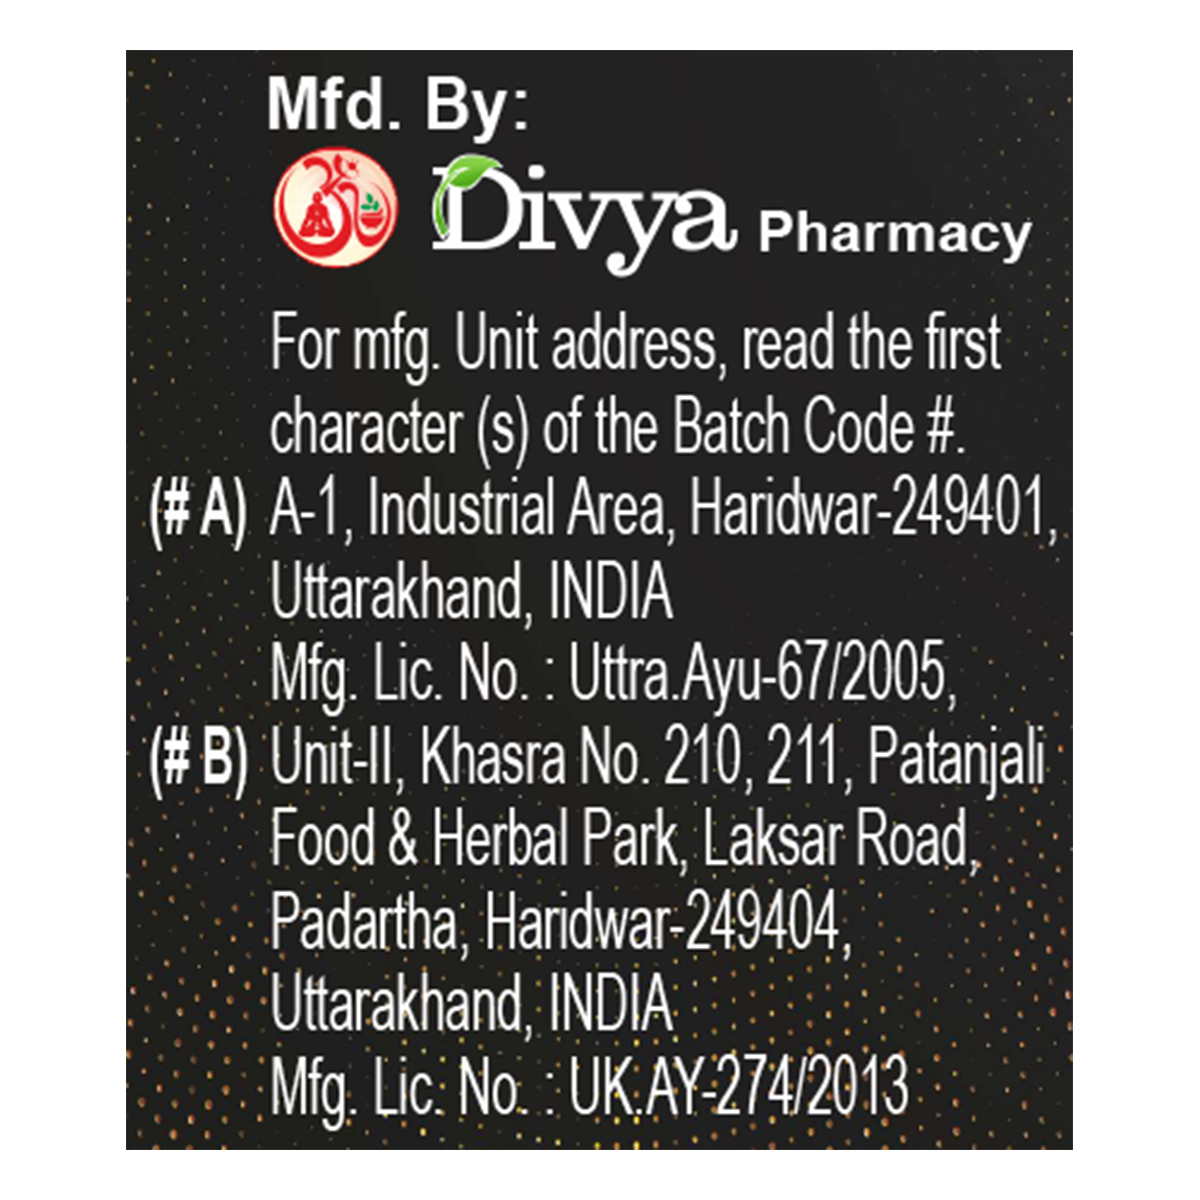 Mfd. By:
Divya Pharmacy
For mfg. Unit address, read the first
character (s) of the Batch Code #.
(# A) A-1, Industrial Area, Haridwar-249401,
Uttarakhand, INDIA
Mfg. Lic. No. : Uttra.Ayu-67/2005,
(# B) Unit-II, Khasra No. 210, 211, Patanjali
Food & Herbal Park, Laksar Road,
Padartha, Haridwar-249404,
Uttarakhand, INDIA
Mfg. Lic. No. : UK.AY-274/2013